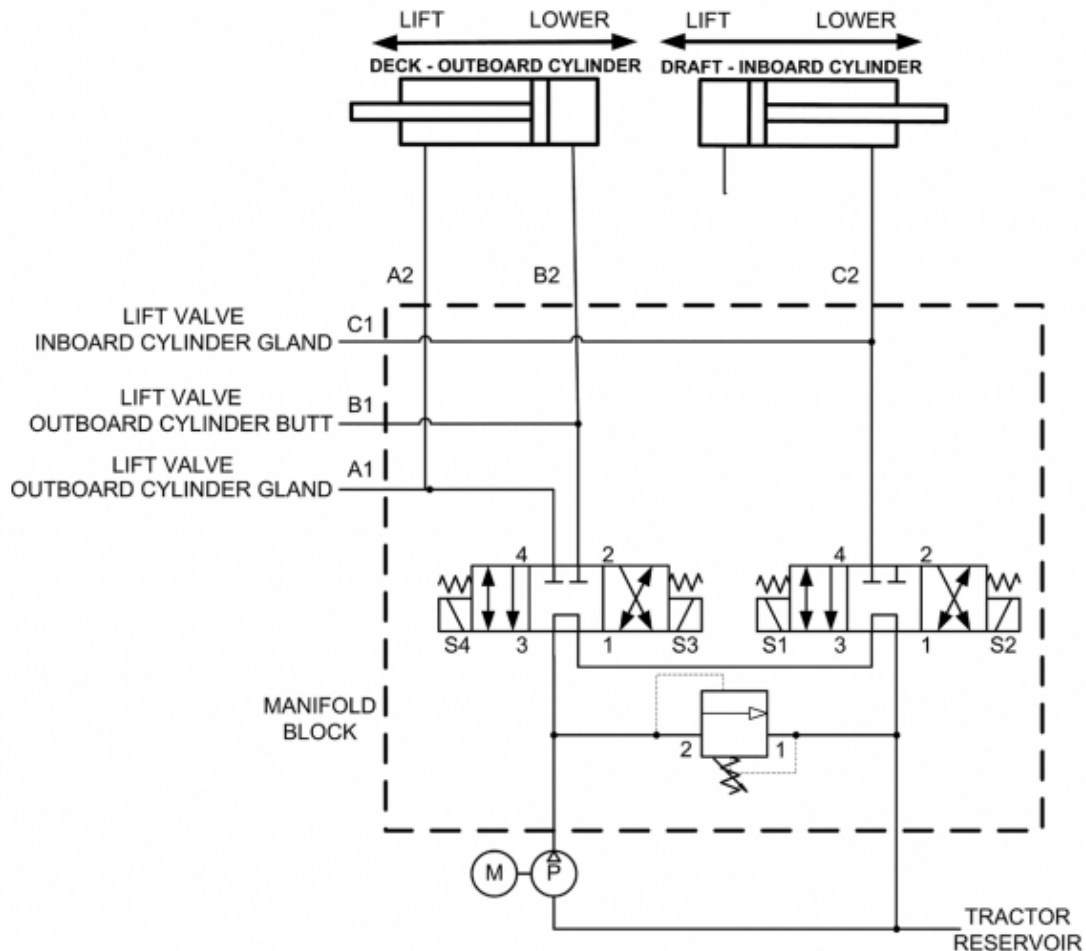 LIFT LOWER LIFT LOWER
DECK - OUTBOARD CYLINDER DRAFT - INBOARD CYLINDER
A2 B2 C2
LIFT VALVE
INBOARD CYLINDER GLAND C1
LIFT VALVE
OUTBOARD CYLINDER BUTT B1
LIFT VALVE
OUTBOARD CYLINDER GLAND A1
4 2 4 2
S4 3 1 S3 S1 3 1 S2
MANIFOLD
BLOCK
2 1
M P
TRACTOR
RESERVOIR